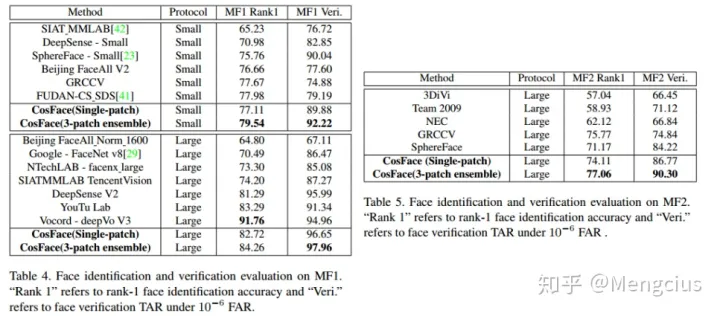 Method Protocol MF1 Rank1 MF1 Veri.
SIAT_MMLAB[42] Small 65.23 76.72
DeepSense - Small Small 70.98 82.85
SphereFace - Small[23] Small 75.76 90.04
Beijing FaceAll V2 Small 76.66 77.60
GRCCV Small 77.67 74.88
FUDAN-CS_SDS[41] Small 77.98 79.19
CosFace(Single-patch) Small 77.11 89.88
CosFace(3-patch ensemble) Small 79.54 92.22
Beijing FaceAll_Norm_1600 Large 64.80 67.11
Google - FaceNet v8[29] Large 70.49 86.47
NTechLAB - facenx_large Large 73.30 85.08
SIATMMLAB TencentVision Large 74.20 87.27
DeepSense V2 Large 81.29 95.99
YouTu Lab Large 83.29 91.34
Vocord - deepVo V3 Large 91.76 94.96
CosFace(Single-patch) Large 82.72 96.65
CosFace(3-patch ensemble) Large 84.26 97.96
Table 4. Face identification and verification evaluation on MF1.
“Rank 1” refers to rank-1 face identification accuracy and “Veri.”
refers to face verification TAR under 10⁻⁶ FAR.
Method Protocol MF2 Rank1 MF2 Veri.
3DiVi Large 57.04 66.45
Team 2009 Large 58.93 71.12
NEC Large 62.12 66.84
GRCCV Large 75.77 74.84
SphereFace Large 71.17 84.22
CosFace (Single-patch) Large 74.11 86.77
CosFace(3-patch ensemble) Large 77.06 90.30
Table 5. Face identification and verification evaluation on MF2.
“Rank 1” refers to rank-1 face identification accuracy and “Veri.”
refers to face verification TAR under 10⁻⁶ FAR .
知乎 @Mengcius